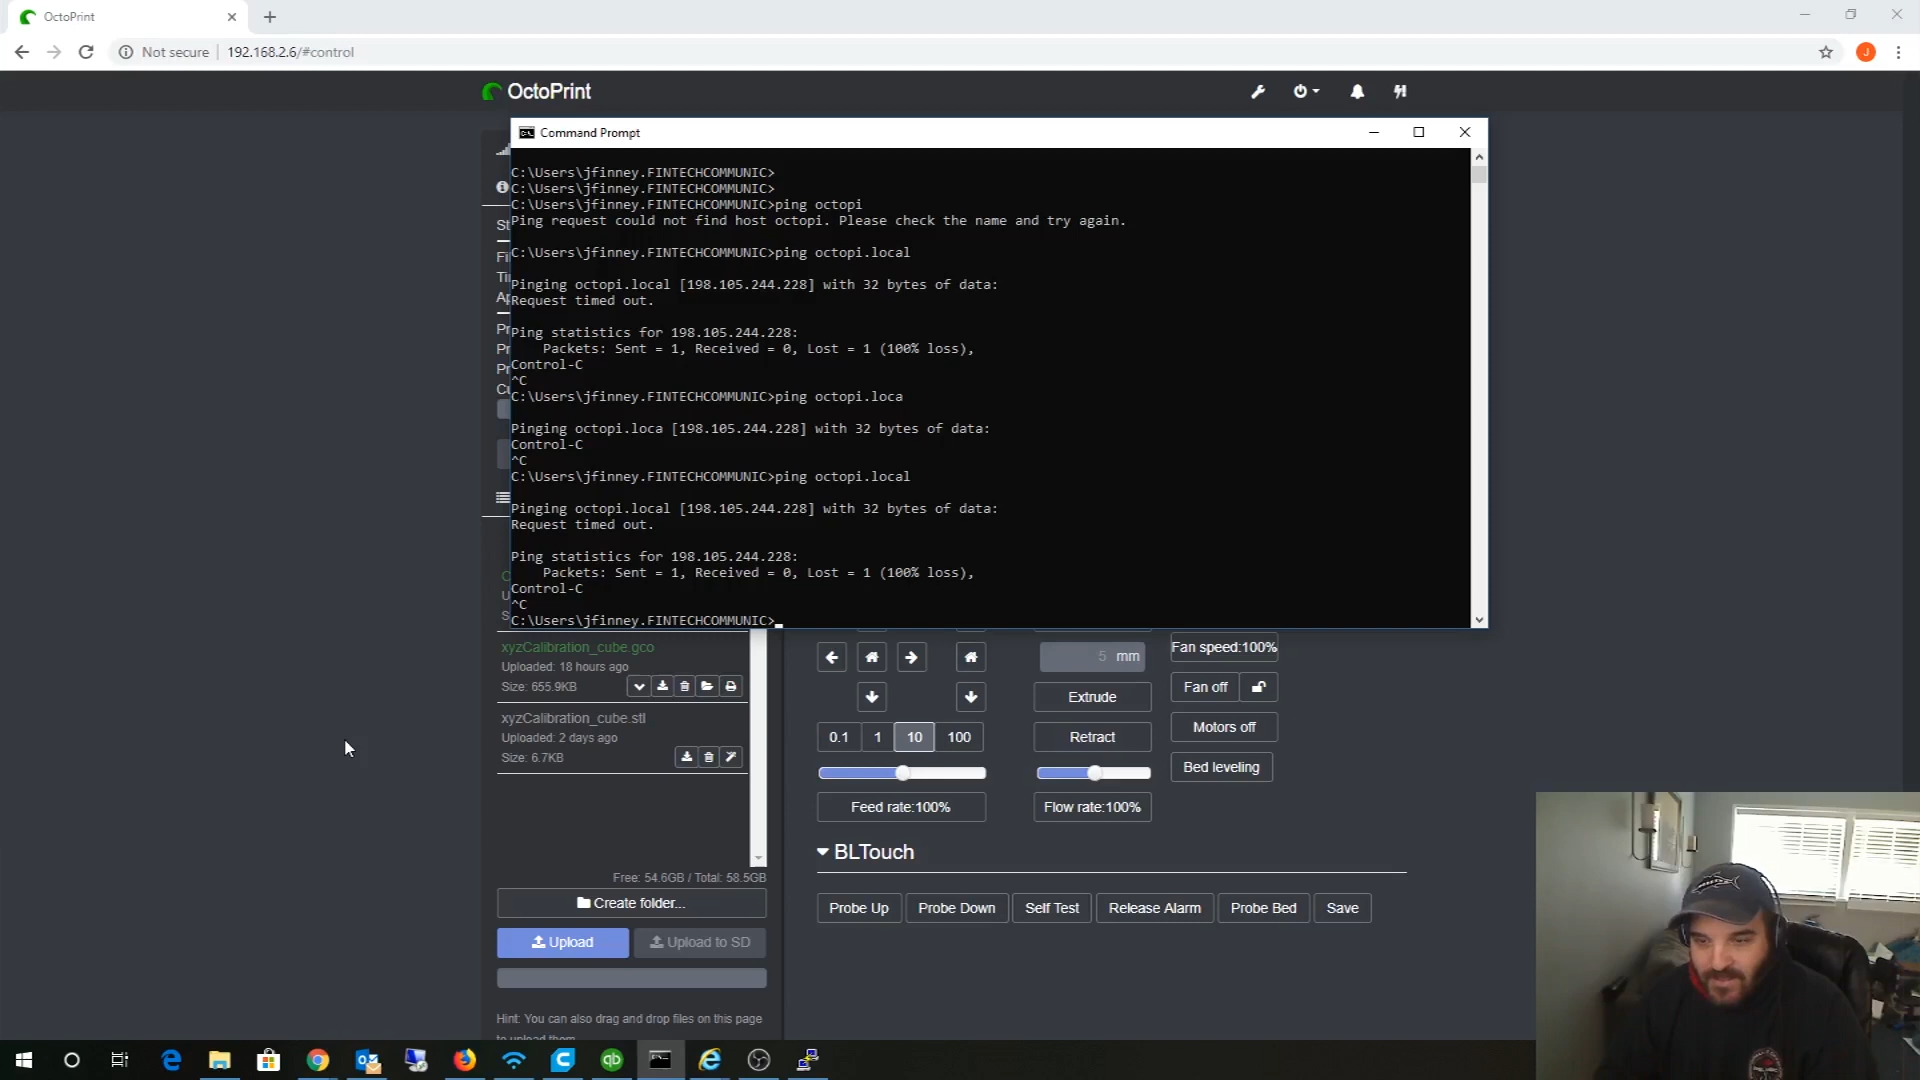 OctoPrint
Not secure
192.168.2.6/#control
J
OctoPrint
Command Prompt
C:\Users\jfinney.FINTECHCOMMUNIC>
C:\Users\jfinney.FINTECHCOMMUNIC>
C:\Users\jfinney.FINTECHCOMMUNIC>ping octopi
Ping request could not find host octopi. Please check the name and try again.
C:\Users\jfinney.FINTECHCOMMUNIC>ping octopi.local
Pinging octopi.local [198.105.244.228] with 32 bytes of data:
Request timed out.
Ping statistics for 198.105.244.228:
Packets: Sent = 1, Received = 0, Lost = 1 (100% loss),
Control-C
^C
C:\Users\jfinney.FINTECHCOMMUNIC>ping octopi.loca
Pinging octopi.loca [198.105.244.228] with 32 bytes of data:
Control-C
^C
C:\Users\jfinney.FINTECHCOMMUNIC>ping octopi.local
Pinging octopi.local [198.105.244.228] with 32 bytes of data:
Request timed out.
Ping statistics for 198.105.244.228:
Packets: Sent = 1, Received = 0, Lost = 1 (100% loss),
Control-C
^C
C:\Users\jfinney.FINTECHCOMMUNIC>
xyzCalibration_cube.gco
Uploaded: 18 hours ago
Size: 655.9KB
xyzCalibration_cube.stl
Uploaded: 2 days ago
Size: 6.7KB
Free: 54.6GB / Total: 58.5GB
Create folder...
Upload
Upload to SD
Hint: You can also drag and drop files on this page
to upload them.
0.1 1 10 100
Feed rate:100%
5 mm
Extrude
Retract
Flow rate:100%
Fan speed:100%
Fan off
Motors off
Bed leveling
BLTouch
Probe Up
Probe Down
Self Test
Release Alarm
Probe Bed
Save
qb